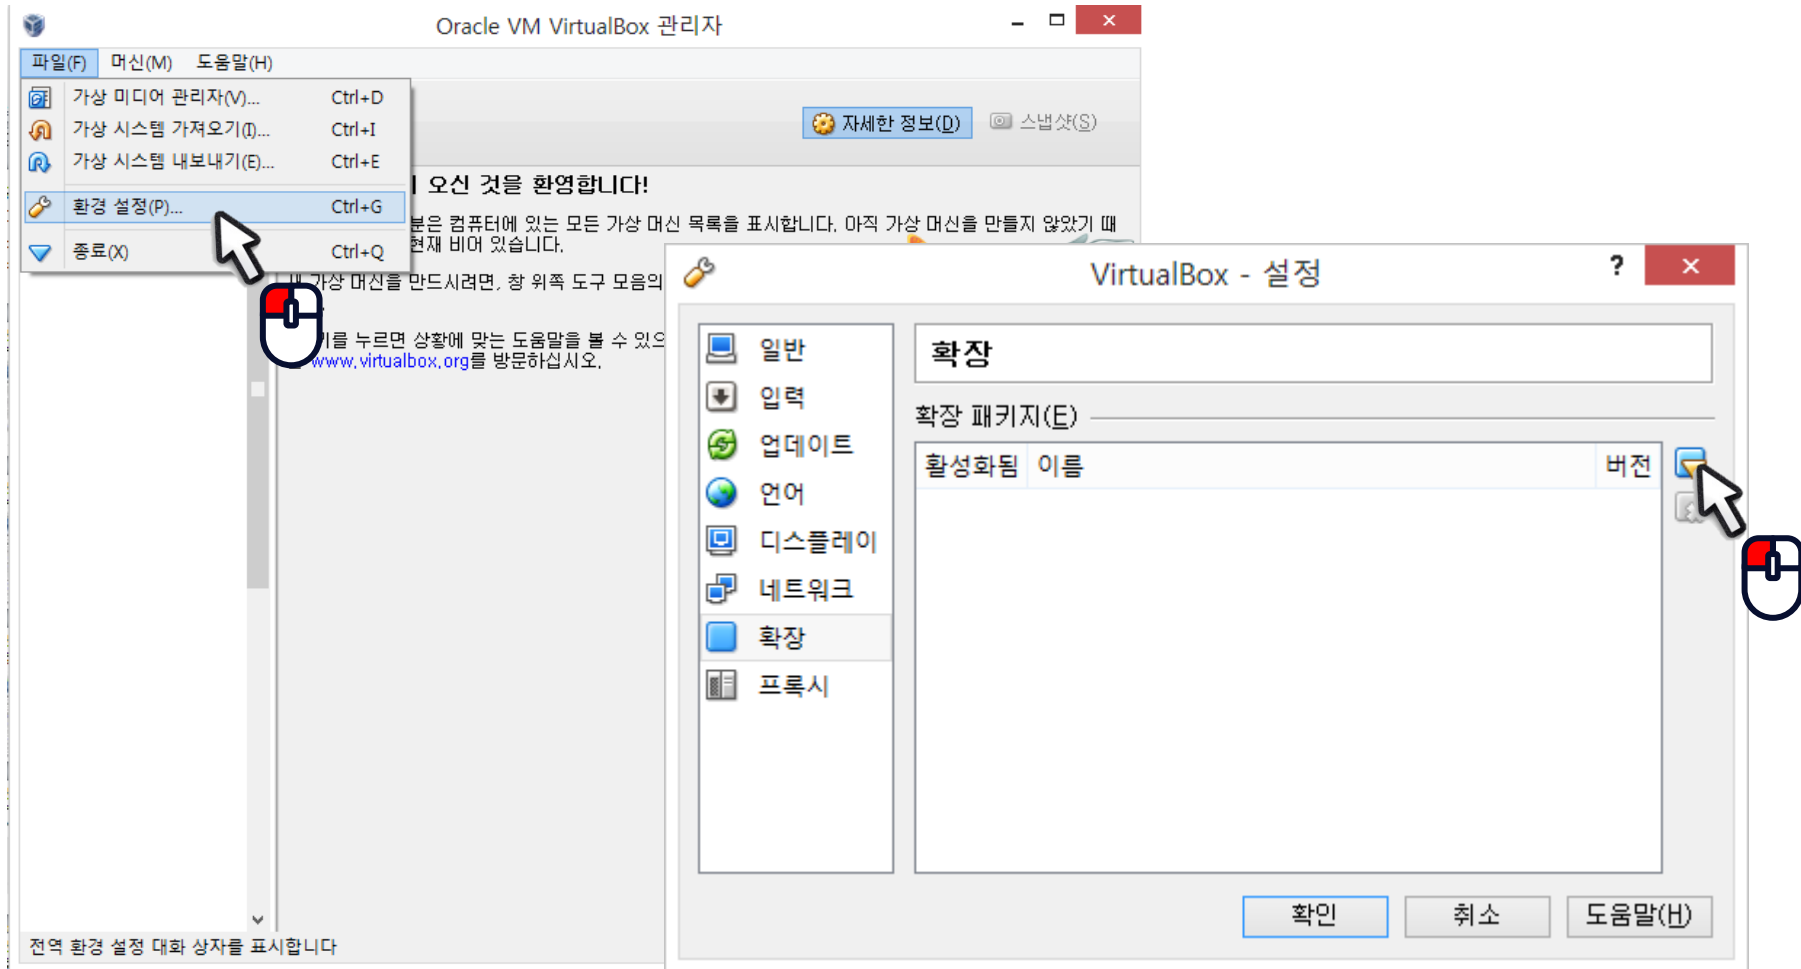 Oracle VM VirtualBox 관리자
파일(F) 머신(M) 도움말(H)
가상 미디어 관리자(V)... Ctrl+D
가상 시스템 가져오기(I)... Ctrl+I
가상 시스템 내보내기(E)... Ctrl+E
환경 설정(P)... Ctrl+G
종료(X) Ctrl+Q
자세한 정보(D) 스냅샷(S)
오신 것을 환영합니다!
분은 컴퓨터에 있는 모든 가상 머신 목록을 표시합니다. 아직 가상 머신을 만들지 않았기 때
현재 비어 있습니다.
가상 머신을 만드시려면, 창 위쪽 도구 모음의
를 누르면 상황에 맞는 도움말을 볼 수 있으
www.virtualbox.org를 방문하십시오.
전역 환경 설정 대화 상자를 표시합니다
VirtualBox - 설정 ?
일반
입력
업데이트
언어
디스플레이
네트워크
확장
프록시
확장
확장 패키지(E)
활성화됨 이름 버전
확인 취소 도움말(H)